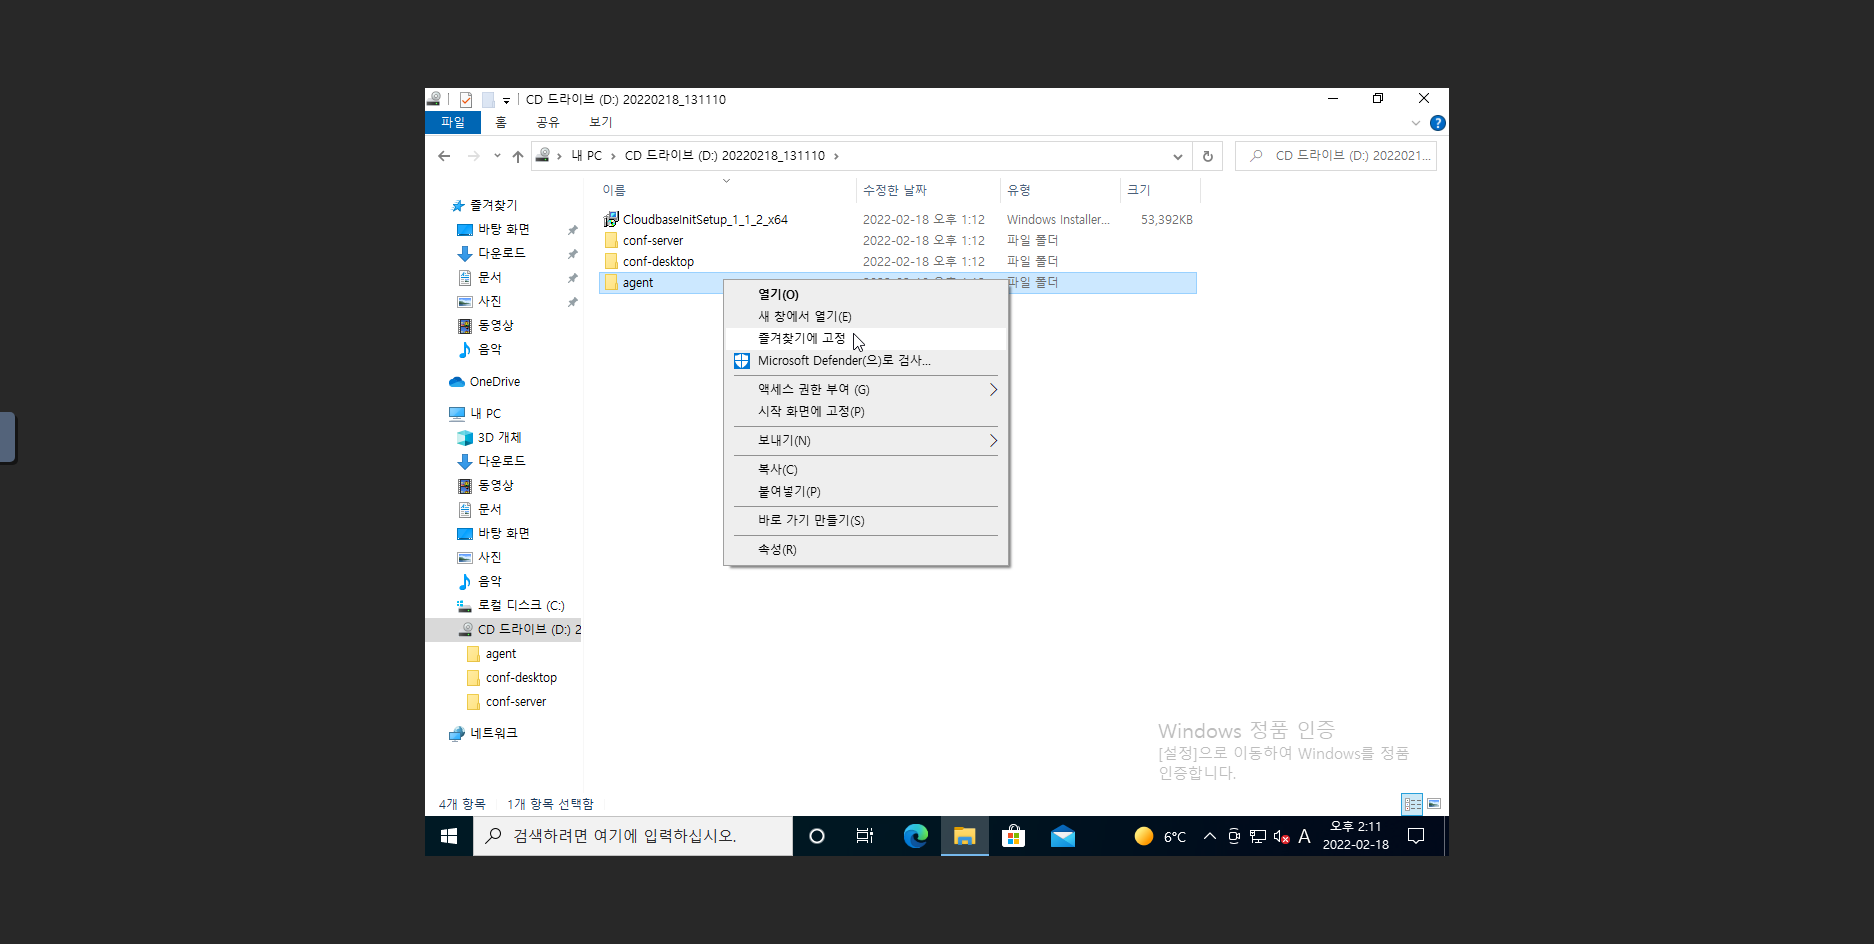 CD 드라이브 (D:) 20220218_131110
파일 홈 공유 보기
내 PC CD 드라이브 (D:) 20220218_131110
CD 드라이브 (D:) 2022021...
이름 수정한 날짜 유형 크기
CloudbaseInitSetup_1_1_2_x64 2022-02-18 오후 1:12 Windows Installer... 53,392KB
conf-server 2022-02-18 오후 1:12 파일 폴더
conf-desktop 2022-02-18 오후 1:12 파일 폴더
agent 파일 폴더
열기(O)
새 창에서 열기(E)
즐겨찾기에 고정
Microsoft Defender(으)로 검사...
액세스 권한 부여 (G)
시작 화면에 고정(P)
보내기(N)
복사(C)
붙여넣기(P)
바로 가기 만들기(S)
속성(R)
즐겨찾기
바탕 화면
다운로드
문서
사진
동영상
음악
OneDrive
내 PC
3D 개체
다운로드
동영상
문서
바탕 화면
사진
음악
로컬 디스크 (C:)
CD 드라이브 (D:) 2
agent
conf-desktop
conf-server
네트워크
Windows 정품 인증
[설정]으로 이동하여 Windows를 정품
인증합니다.
4개 항목 1개 항목 선택함
검색하려면 여기에 입력하십시오.
6°C
A
오후 2:11
2022-02-18